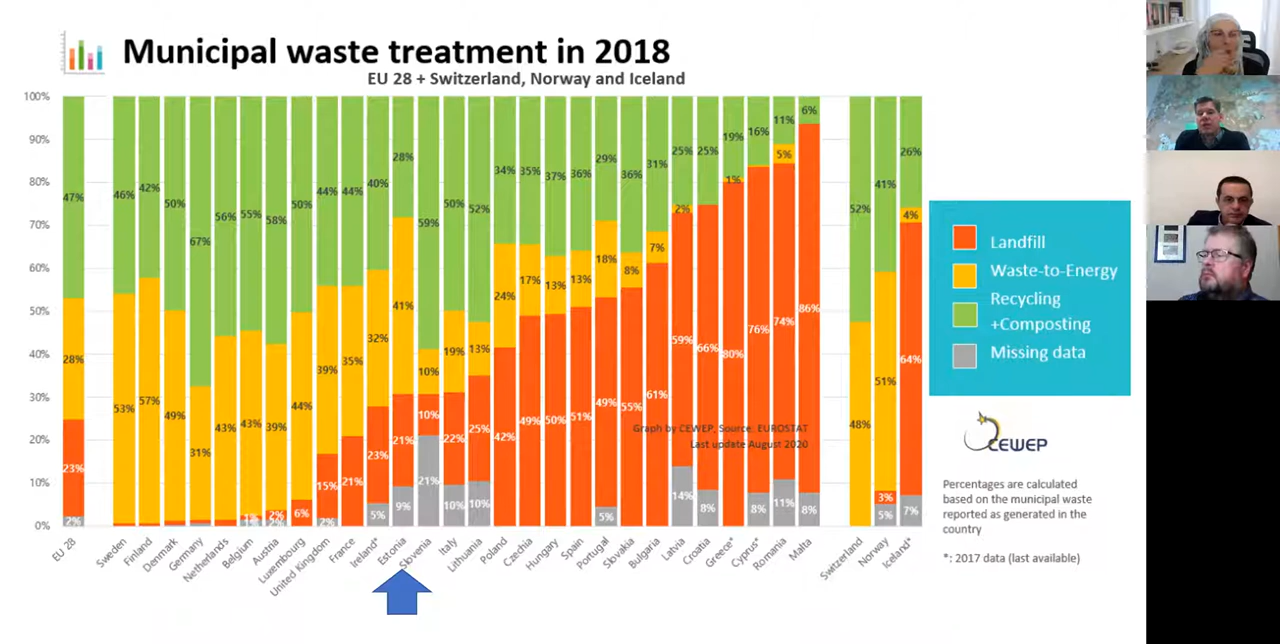 Municipal waste treatment in 2018
EU 28 + Switzerland, Norway and Iceland
100%
90%
80%
70%
60%
50%
40%
30%
20%
10%
0%
47%
28%
23%
2%
46%
53%
42%
57%
50%
49%
67%
31%
56%
43%
55%
43%
1%
58%
39%
2%
2%
50%
44%
6%
44%
39%
15%
2%
44%
35%
21%
40%
32%
23%
5%
28%
41%
21%
9%
59%
10%
10%
21%
50%
19%
22%
10%
52%
13%
25%
10%
34%
24%
42%
35%
17%
49%
37%
13%
50%
36%
13%
51%
29%
18%
49%
5%
36%
8%
55%
31%
7%
61%
25%
2%
59%
14%
25%
66%
8%
19%
1%
80%
16%
76%
8%
11%
5%
74%
11%
6%
86%
8%
52%
48%
41%
51%
3%
5%
26%
4%
64%
7%
Graph by CEWEP, Source: EUROSTAT
Last update August 2020
EU 28
Sweden
Finland
Denmark
Germany
Netherlands
Belgium
Austria
Luxembourg
United Kingdom
France
Ireland*
Estonia
Slovenia
Italy
Lithuania
Poland
Czechia
Hungary
Spain
Portugal
Slovakia
Bulgaria
Latvia
Croatia
Greece*
Cyprus*
Romania
Malta
Switzerland
Norway
Iceland*
Landfill
Waste-to-Energy
Recycling
+Composting
Missing data
CEWEP
Percentages are calculated
based on the municipal waste
reported as generated in the
country
*: 2017 data (last available)